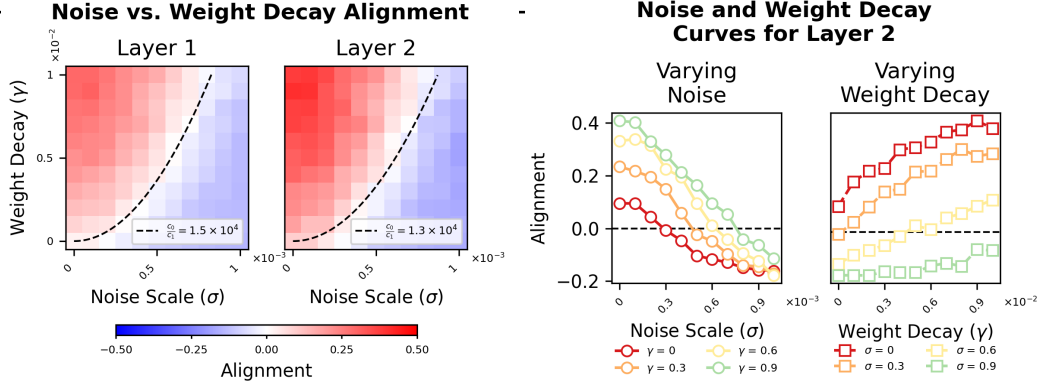 Noise vs. Weight Decay Alignment
Layer 1
Layer 2
×10⁻²
Weight Decay (γ)
1
0.5
0
c₀/c₁ = 1.5 × 10⁴
c₀/c₁ = 1.3 × 10⁴
0
0.5
1
×10⁻³
0
0.5
1
×10⁻³
Noise Scale (σ)
Noise Scale (σ)
−0.50
−0.25
0.00
0.25
0.50
Alignment
Noise and Weight Decay
Curves for Layer 2
Varying
Noise
Varying
Weight Decay
Alignment
0.4
0.2
0.0
−0.2
0
0.3
0.6
0.9
×10⁻³
0
0.3
0.6
0.9
×10⁻²
Noise Scale (σ)
Weight Decay (γ)
γ = 0
γ = 0.6
γ = 0.3
γ = 0.9
σ = 0
σ = 0.6
σ = 0.3
σ = 0.9